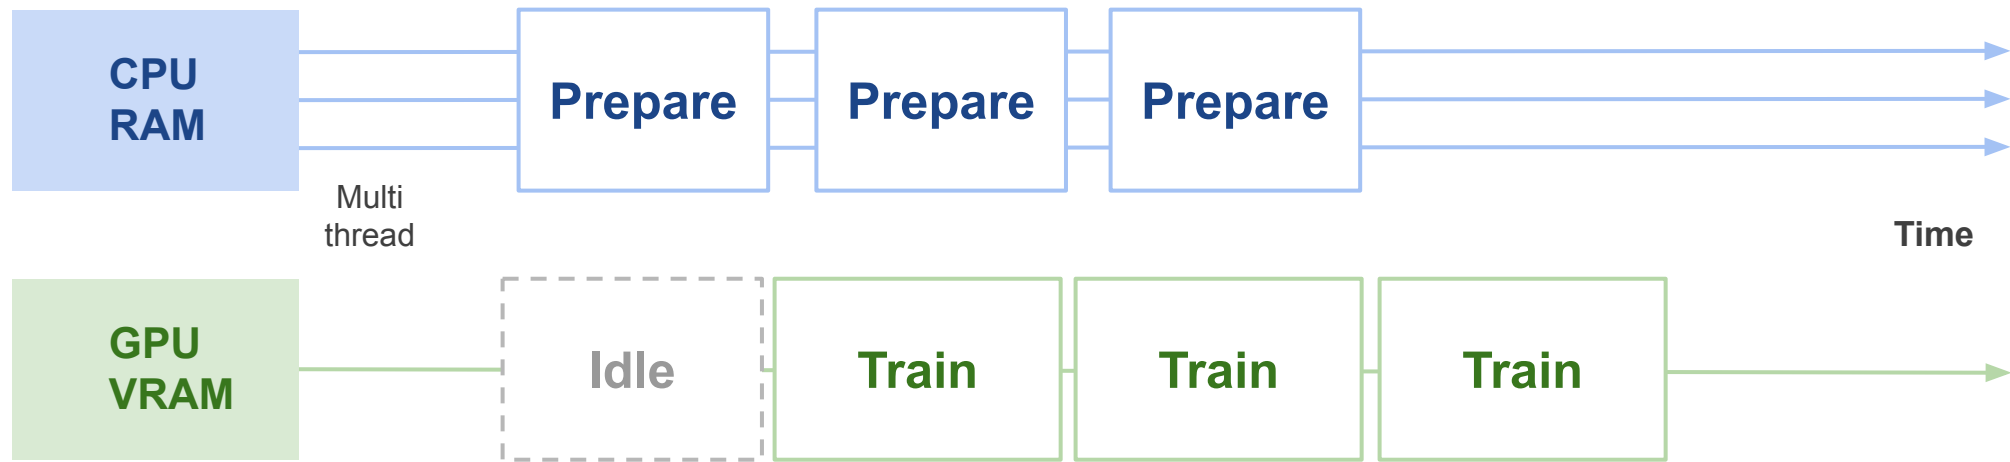 CPU
RAM
Prepare
Prepare
Prepare
Multi
thread
Time
GPU
VRAM
Idle
Train
Train
Train